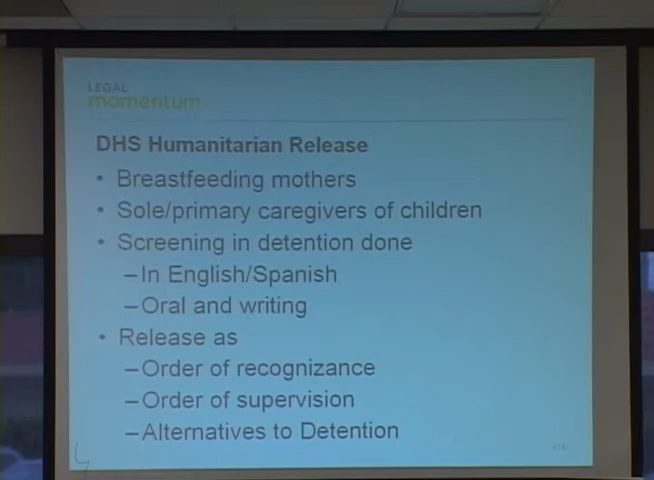 LEGAL
momentum
DHS Humanitarian Release
• Breastfeeding mothers
• Sole/primary caregivers of children
• Screening in detention done
–In English/Spanish
–Oral and writing
• Release as
–Order of recognizance
–Order of supervision
–Alternatives to Detention